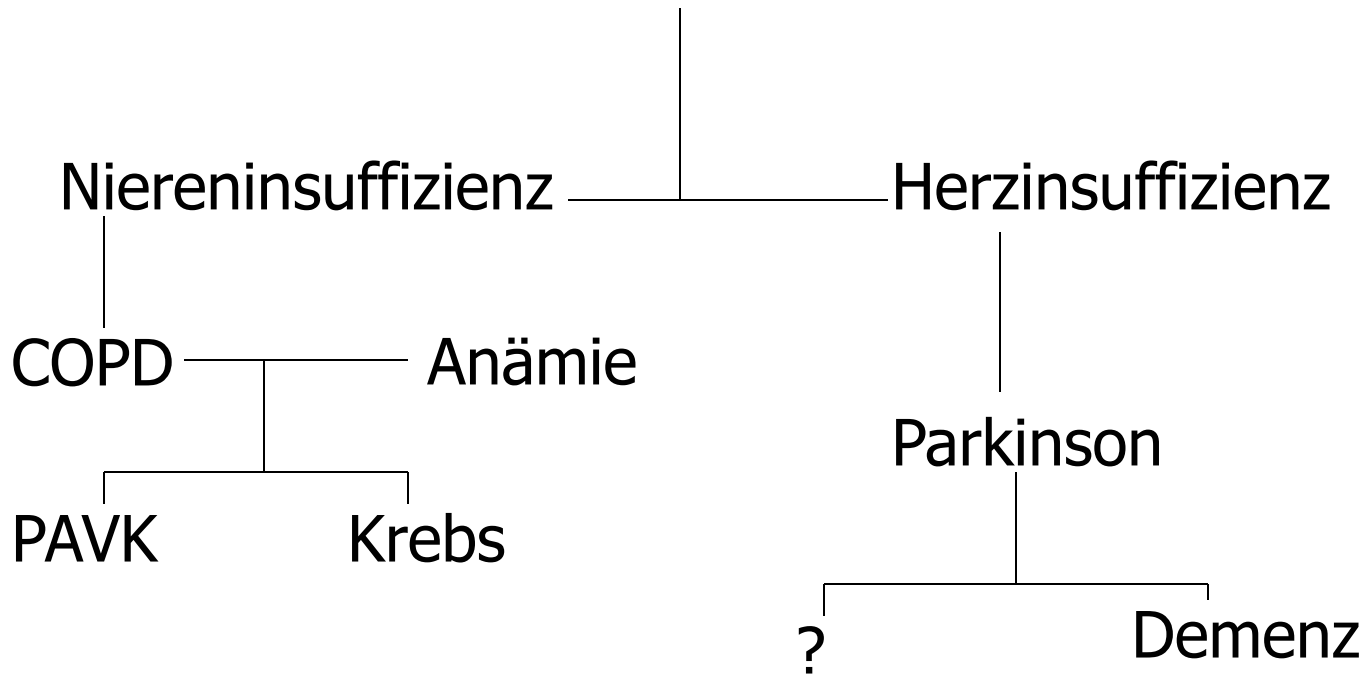 Niereninsuffizienz
Herzinsuffizienz
COPD
Anämie
Parkinson
PAVK
Krebs
?
Demenz